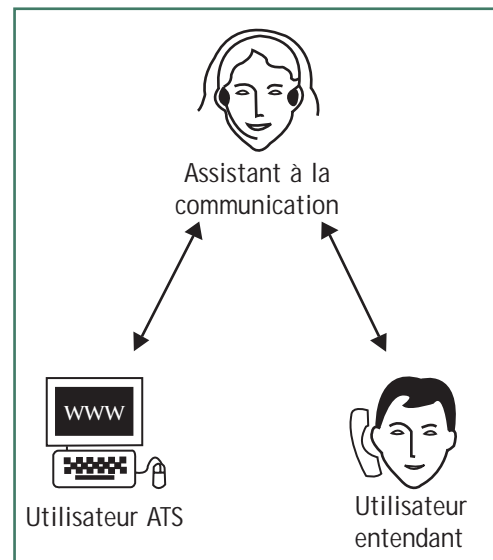 Assistant à la
communication
WWW
Utilisateur ATS
Utilisateur
entendant